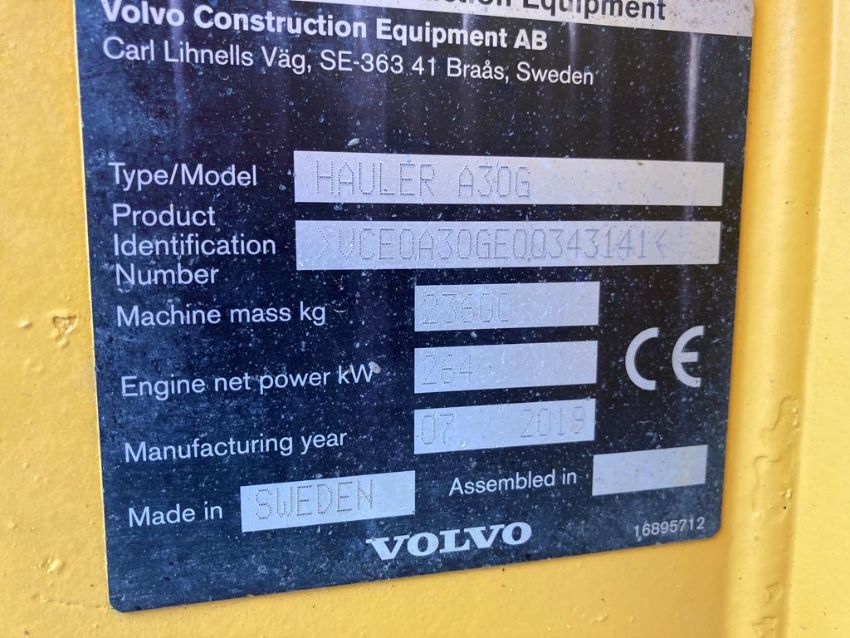 Construction Equipment
Volvo Construction Equipment AB
Carl Lihnells Väg, SE-363 41 Braås, Sweden
Type/Model HAULER A30G
Product
Identification >VCE0A30GE00343141<
Number
Machine mass kg 23600
Engine net power kW 264
Manufacturing year 07 2019
Made in SWEDEN Assembled in
CE
VOLVO 16895712